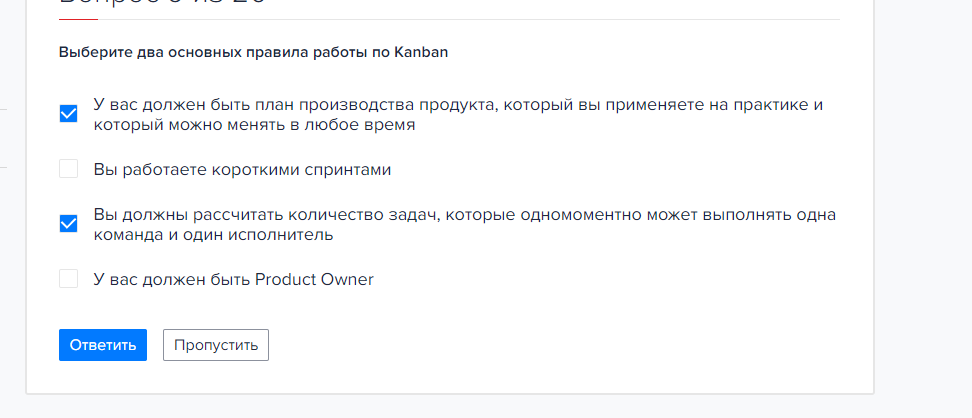 Выберите два основных правила работы по Kanban
У вас должен быть план производства продукта, который вы применяете на практике и
который можно менять в любое время
Вы работаете короткими спринтами
Вы должны рассчитать количество задач, которые одномоментно может выполнять одна
команда и один исполнитель
У вас должен быть Product Owner
Ответить
Пропустить